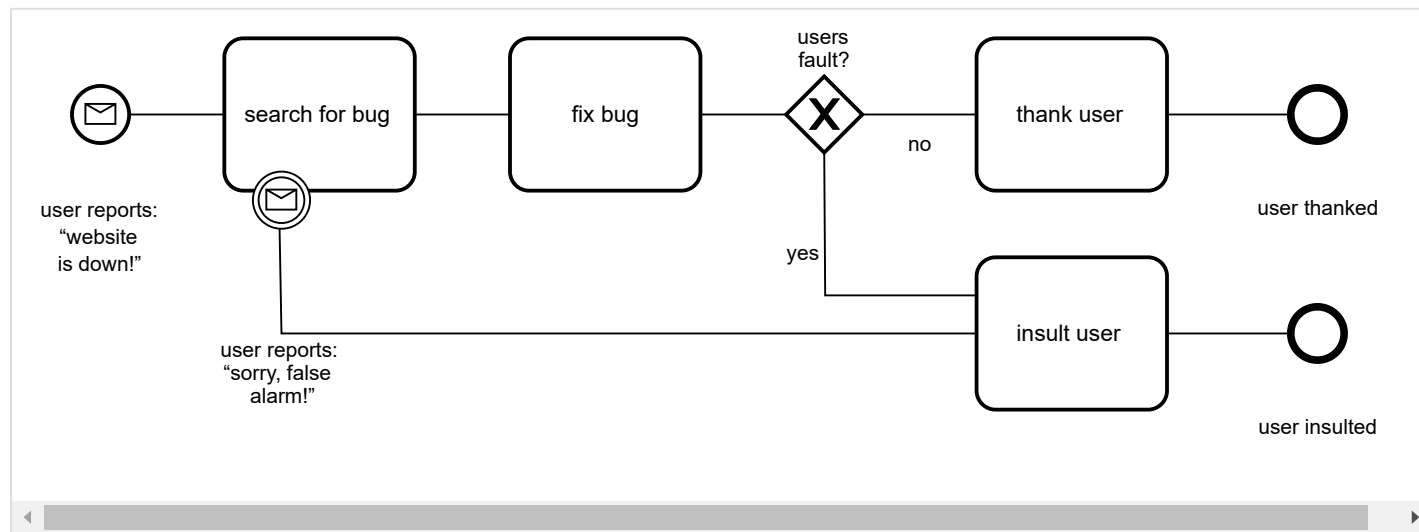 users
fault?
search for bug
fix bug
thank user
no
user reports:
“website
is down!”
user thanked
yes
insult user
user reports:
“sorry, false
alarm!”
user insulted